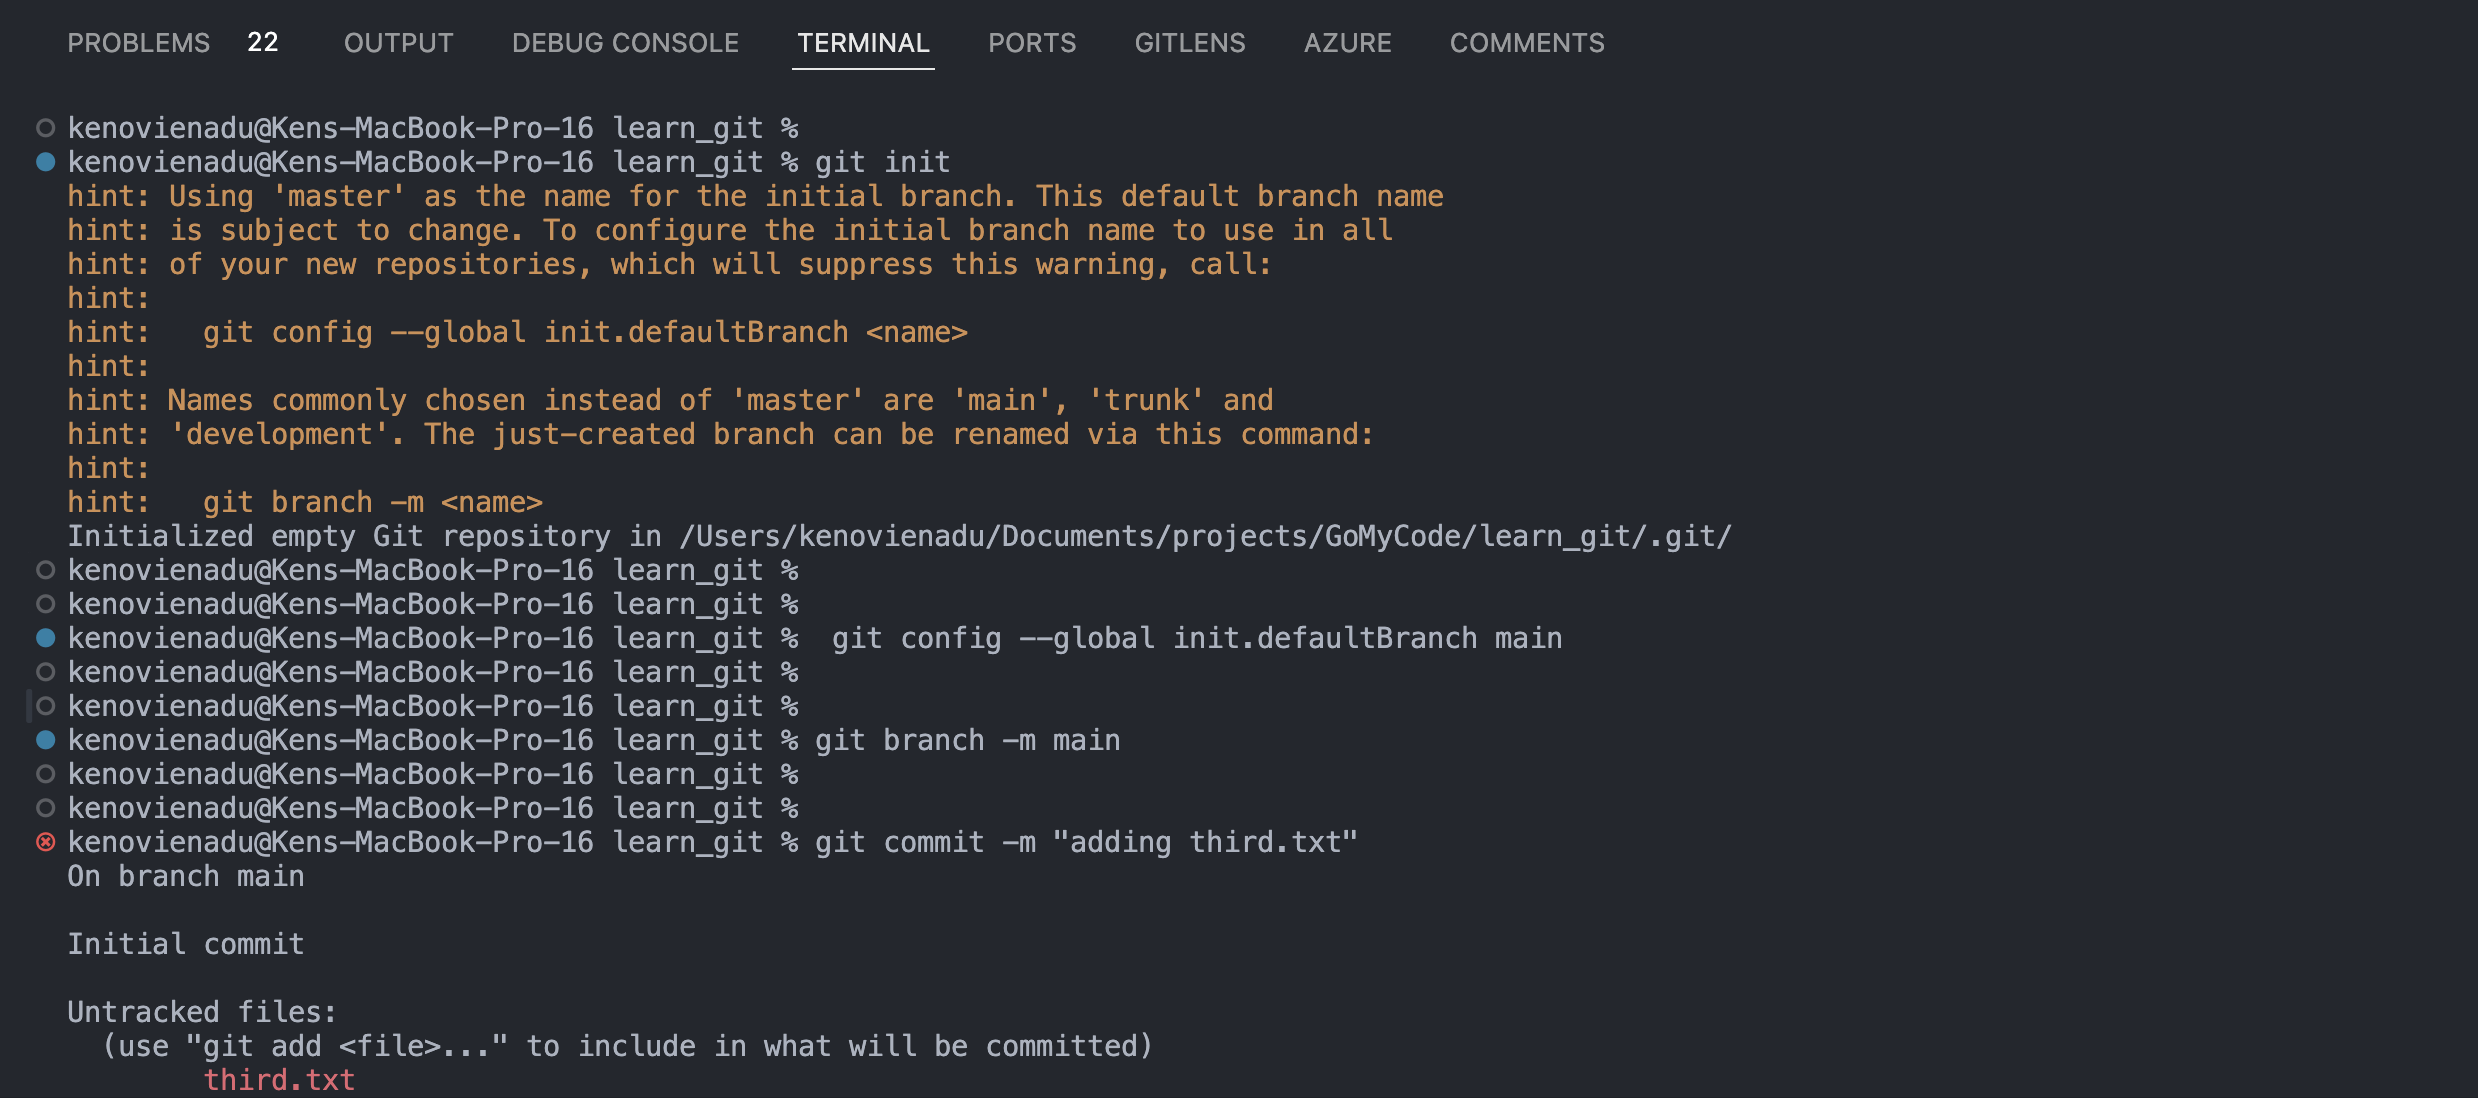 PROBLEMS 22 OUTPUT DEBUG CONSOLE TERMINAL PORTS GITLENS AZURE COMMENTS
kenovienadu@Kens-MacBook-Pro-16 learn_git %
kenovienadu@Kens-MacBook-Pro-16 learn_git % git init
hint: Using 'master' as the name for the initial branch. This default branch name
hint: is subject to change. To configure the initial branch name to use in all
hint: of your new repositories, which will suppress this warning, call:
hint:
hint:   git config --global init.defaultBranch <name>
hint:
hint: Names commonly chosen instead of 'master' are 'main', 'trunk' and
hint: 'development'. The just-created branch can be renamed via this command:
hint:
hint:   git branch -m <name>
Initialized empty Git repository in /Users/kenovienadu/Documents/projects/GoMyCode/learn_git/.git/
kenovienadu@Kens-MacBook-Pro-16 learn_git %
kenovienadu@Kens-MacBook-Pro-16 learn_git %
kenovienadu@Kens-MacBook-Pro-16 learn_git %  git config --global init.defaultBranch main
kenovienadu@Kens-MacBook-Pro-16 learn_git %
kenovienadu@Kens-MacBook-Pro-16 learn_git %
kenovienadu@Kens-MacBook-Pro-16 learn_git % git branch -m main
kenovienadu@Kens-MacBook-Pro-16 learn_git %
kenovienadu@Kens-MacBook-Pro-16 learn_git %
kenovienadu@Kens-MacBook-Pro-16 learn_git % git commit -m "adding third.txt"
On branch main
Initial commit
Untracked files:
  (use "git add <file>..." to include in what will be committed)
        third.txt